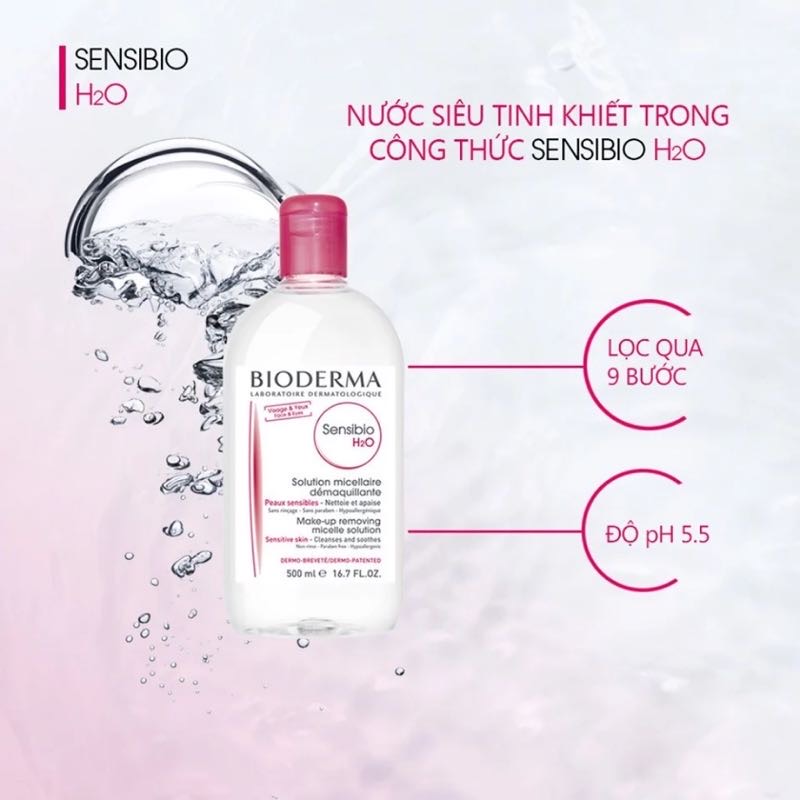 SENSIBIO
H2O
NƯỚC SIÊU TINH KHIẾT TRONG
CÔNG THỨC SENSIBIO H2O
BIODERMA
LABORATOIRE DERMATOLOGIQUE
Visage & Yeux
Face & Eyes
Sensibio
H2O
Solution micellaire
démaquillante
Peaux sensibles - Nettoie et apaise
Sans rinçage - Sans paraben - Hypoallergénique
Make-up removing
micelle solution
Sensitive skin - Cleanses and soothes
Non-rinse - Paraben free - Hypoallergenic
DERMO-BREVETÉ/DERMO-PATENTED
500 ml e 16.7 FL.OZ.
LỌC QUA
9 BƯỚC
ĐỘ pH 5.5